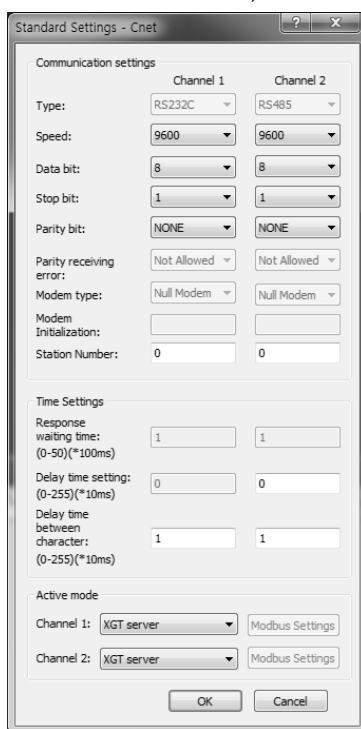 Standard Settings - Cnet
? X
Communication settings
Channel 1 Channel 2
Type: RS232C RS485
Speed: 9600 9600
Data bit: 8 8
Stop bit: 1 1
Parity bit: NONE NONE
Parity receiving
error: Not Allowed Not Allowed
Modem type: Null Modem Null Modem
Modem
Initialization:
Station Number: 0 0
Time Settings
Response
waiting time: 1 1
(0-50)(*100ms)
Delay time setting: 0 0
(0-255)(*10ms)
Delay time
between
character: 1 1
(0-255)(*10ms)
Active mode
Channel 1: XGT server Modbus Settings
Channel 2: XGT server Modbus Settings
OK Cancel